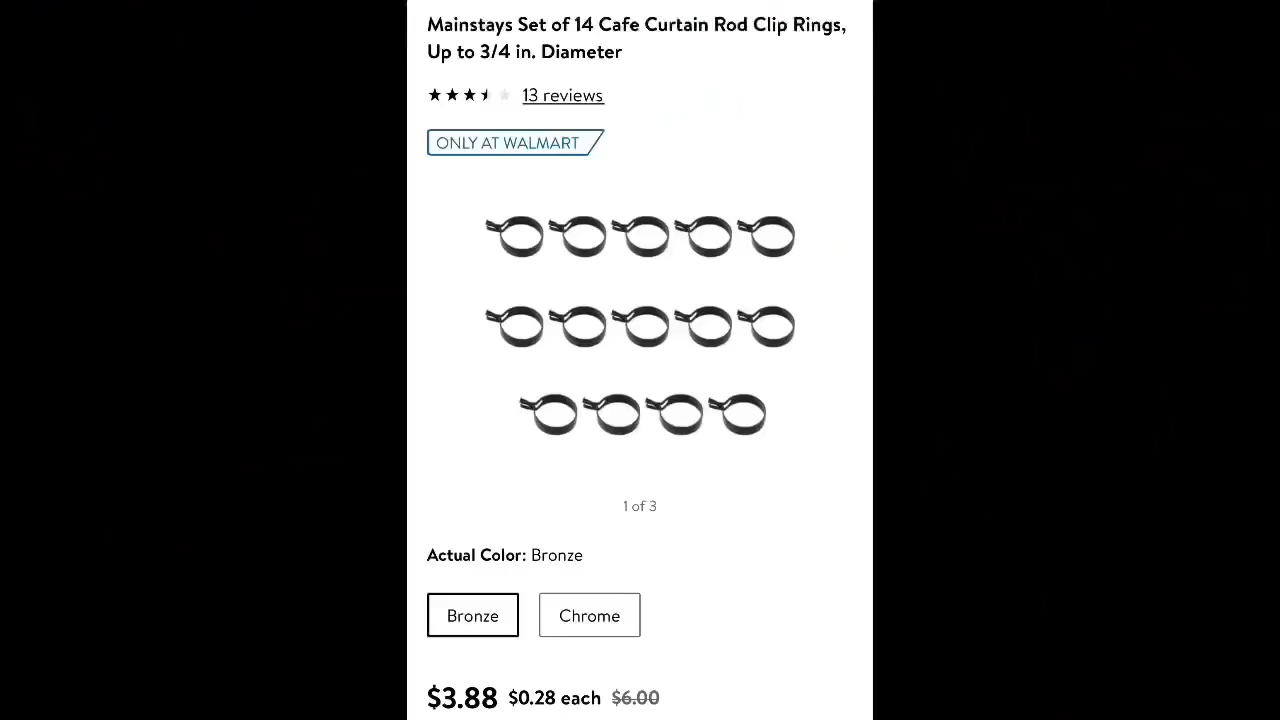 Mainstays Set of 14 Cafe Curtain Rod Clip Rings,
Up to 3/4 in. Diameter
13 reviews
ONLY AT WALMART
1 of 3
Actual Color: Bronze
Bronze Chrome
$3.88 $0.28 each $6.00